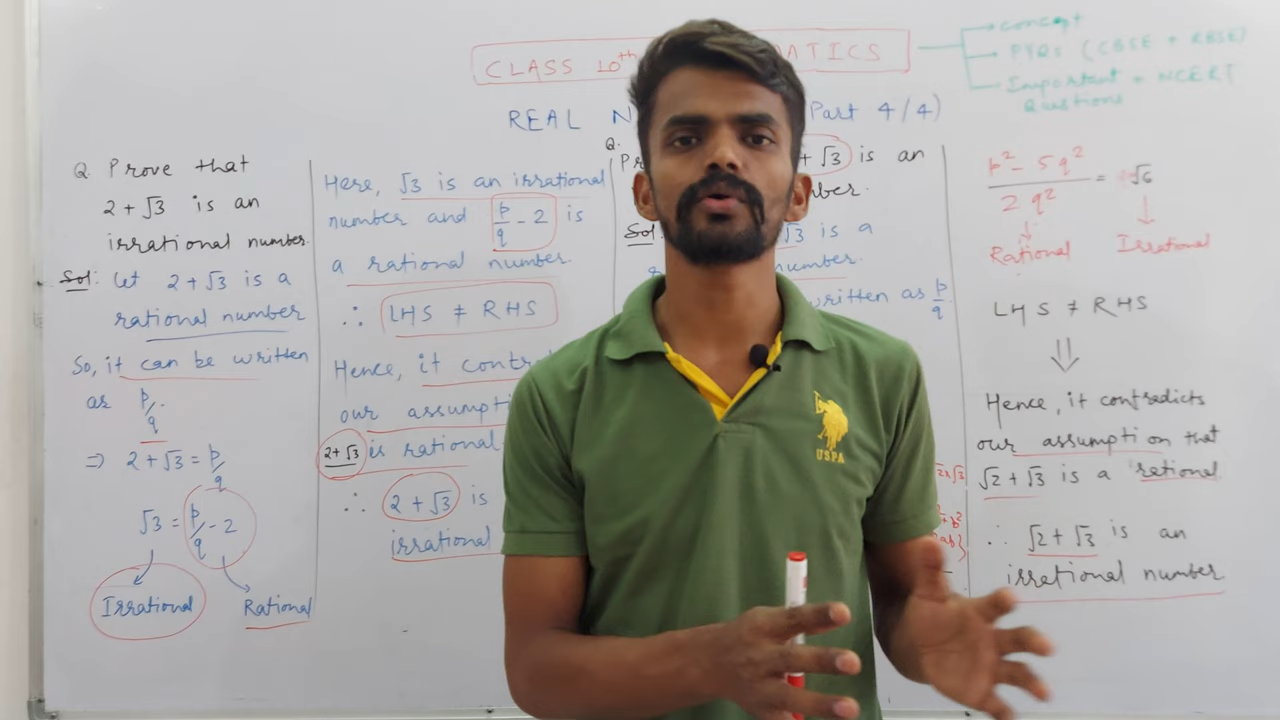 CLASS 10th ATICS
concept
PYQs (CBSE + RBSE)
Important + NCERT
Qustions
REAL N Part 4/4)
Q. Prove that
2 + √3 is an
irrational number.
Sol: Let 2 + √3 is a
rational number
So, it can be written
as p/q.
⇒ 2 + √3 = p/q
√3 = p/q - 2
Irrational Rational
Here, √3 is an irrational
number and p/q - 2 is
a rational number.
∴ LHS ≠ RHS
Hence, it contra
our assumpti
2+√3 is rational
∴ 2 + √3 is
irrational
Q.
Pr + √3 is an
mber.
Sol: √3 is a
number.
written as p/q.
p² - 5q² / 2q² = √6
Rational Irrational
LHS ≠ RHS
⇓
Hence, it contradicts
our assumption that
√2 + √3 is a rational
∴ √2 + √3 is an
irrational number
USPA